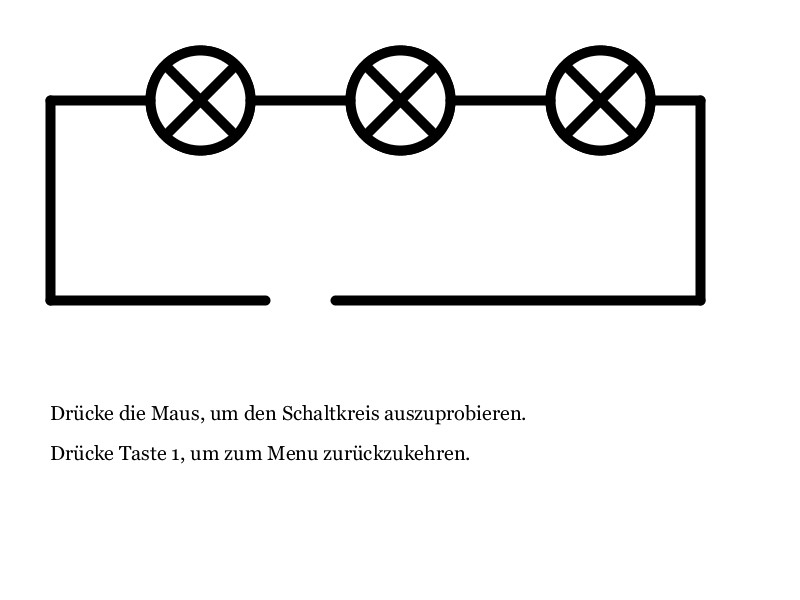 Drücke die Maus, um den Schaltkreis auszuprobieren.
Drücke Taste 1, um zum Menu zurückzukehren.